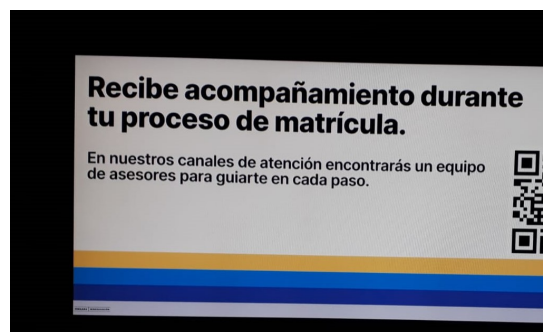 Recibe acompañamiento durante
tu proceso de matrícula.
En nuestros canales de atención encontrarás un equipo
de asesores para guiarte en cada paso.